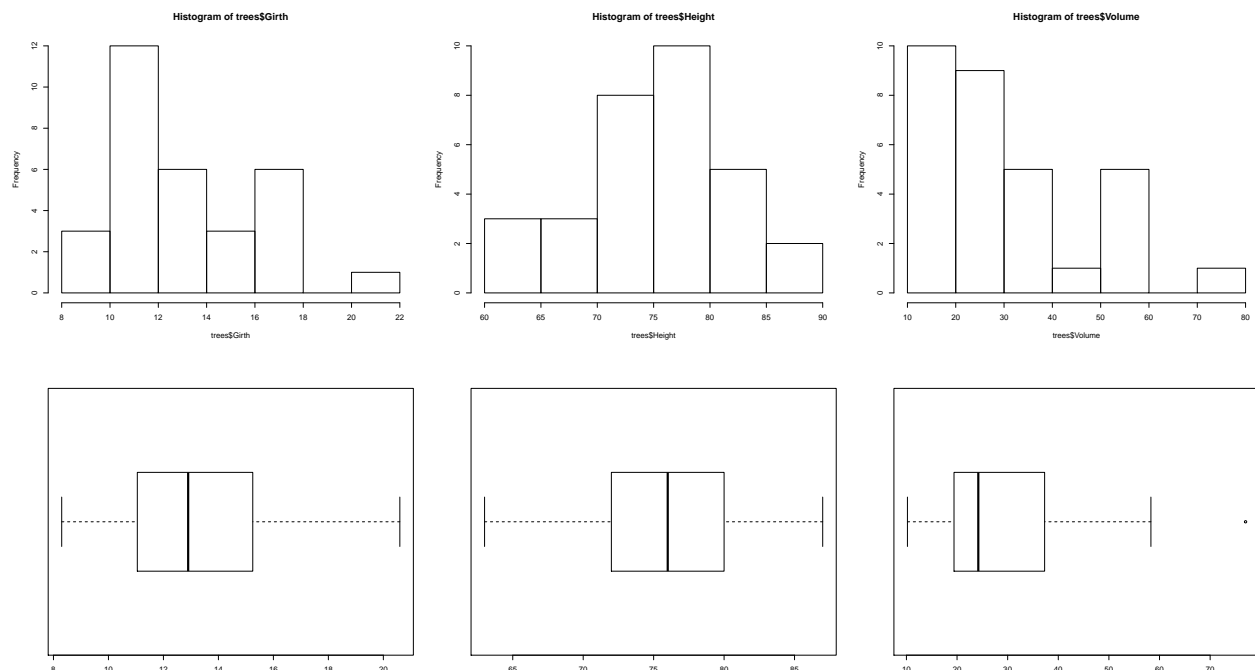 Histogram of trees$Girth
Frequency
0 2 4 6 8 10 12
8 10 12 14 16 18 20 22
trees$Girth
Histogram of trees$Height
Frequency
0 2 4 6 8 10
60 65 70 75 80 85 90
trees$Height
Histogram of trees$Volume
Frequency
0 2 4 6 8 10
10 20 30 40 50 60 70 80
trees$Volume
8 10 12 14 16 18 20
65 70 75 80 85
10 20 30 40 50 60 70